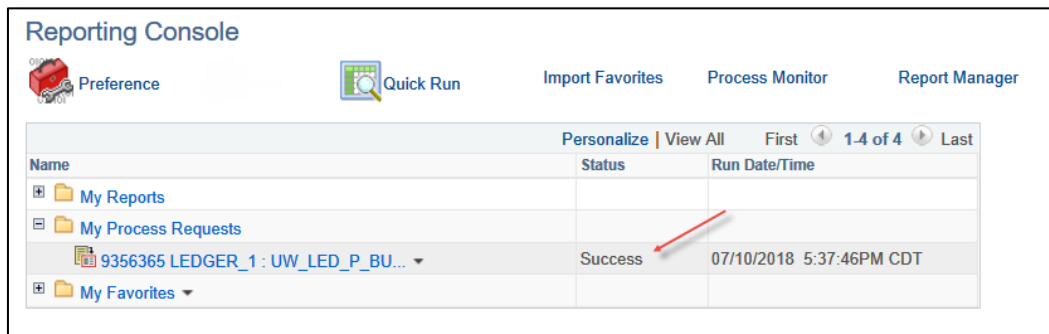 Reporting Console
Preference Quick Run Import Favorites Process Monitor Report Manager
Personalize | View All First 1-4 of 4 Last
Name Status Run Date/Time
My Reports
My Process Requests
9356365 LEDGER_1 : UW_LED_P_BU... Success 07/10/2018 5:37:46PM CDT
My Favorites